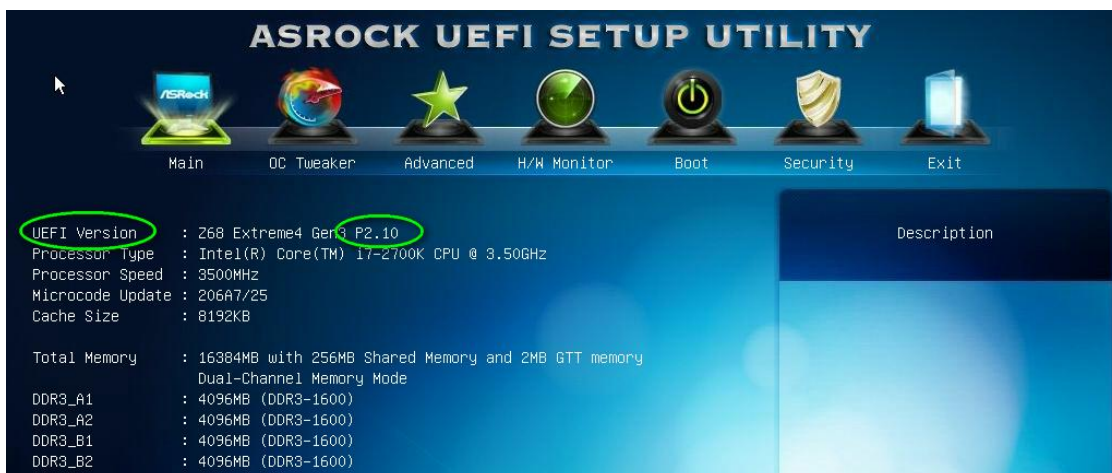 ASROCK UEFI SETUP UTILITY
ASRock
Main OC Tweaker Advanced H/W Monitor Boot Security Exit
UEFI Version : Z68 Extreme4 Gen3 P2.10
Processor Type : Intel(R) Core(TM) i7-2700K CPU @ 3.50GHz
Processor Speed : 3500MHz
Microcode Update : 206A7/25
Cache Size : 8192KB
Total Memory : 16384MB with 256MB Shared Memory and 2MB GTT memory
Dual-Channel Memory Mode
DDR3_A1 : 4096MB (DDR3-1600)
DDR3_A2 : 4096MB (DDR3-1600)
DDR3_B1 : 4096MB (DDR3-1600)
DDR3_B2 : 4096MB (DDR3-1600)
Description